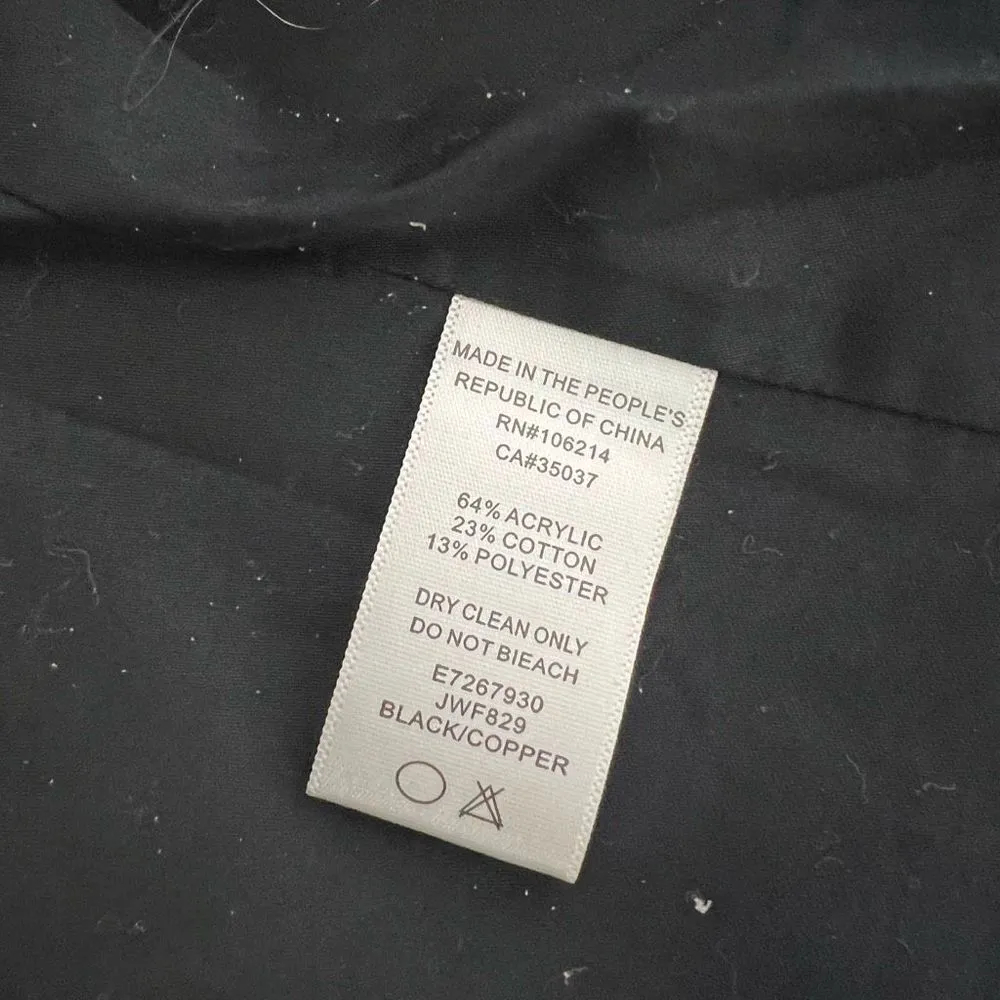 MADE IN THE PEOPLE'S
REPUBLIC OF CHINA
RN#106214
CA#35037
64% ACRYLIC
23% COTTON
13% POLYESTER
DRY CLEAN ONLY
DO NOT BIEACH
E7267930
JWF829
BLACK/COPPER